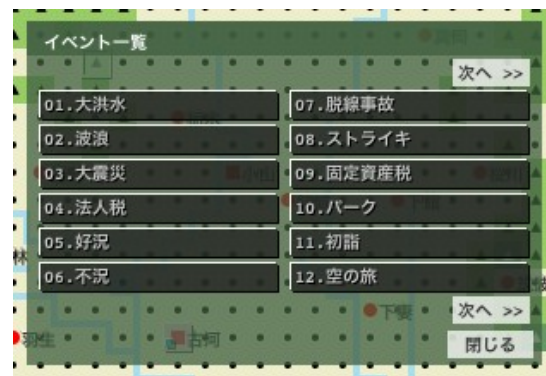 イベント一覧
次へ >>
01.大洪水
02.波浪
03.大震災
04.法人税
05.好況
06.不況
07.脱線事故
08.ストライキ
09.固定資産税
10.パーク
11.初詣
12.空の旅
次へ >>
閉じる
羽生
古河
下妻
小山
林